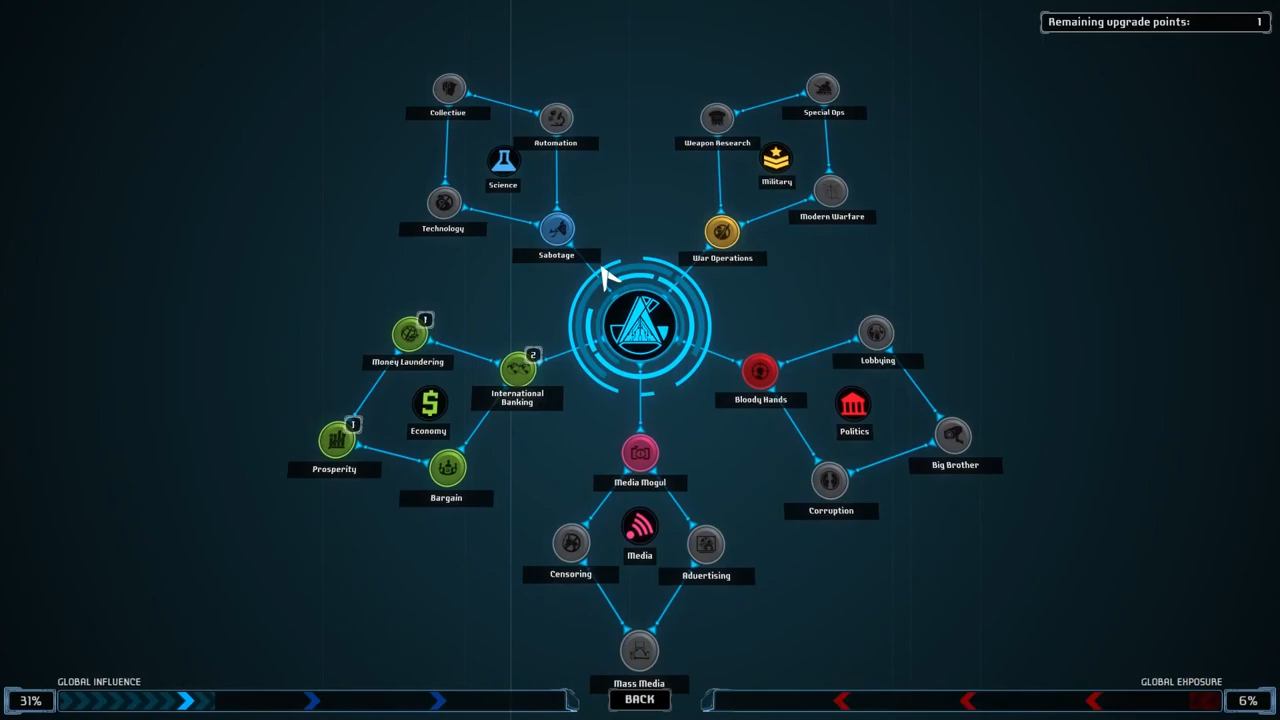 Remaining upgrade points: 1
Collective
Automation
Science
Technology
Sabotage
Weapon Research
Special Ops
Military
Modern Warfare
War Operations
1
Money Laundering
2
International
Banking
Economy
1
Prosperity
Bargain
Lobbying
Bloody Hands
Politics
Big Brother
Corruption
Media Mogul
Media
Censoring
Advertising
Mass Media
GLOBAL INFLUENCE
31%
BACK
GLOBAL EXPOSURE
6%